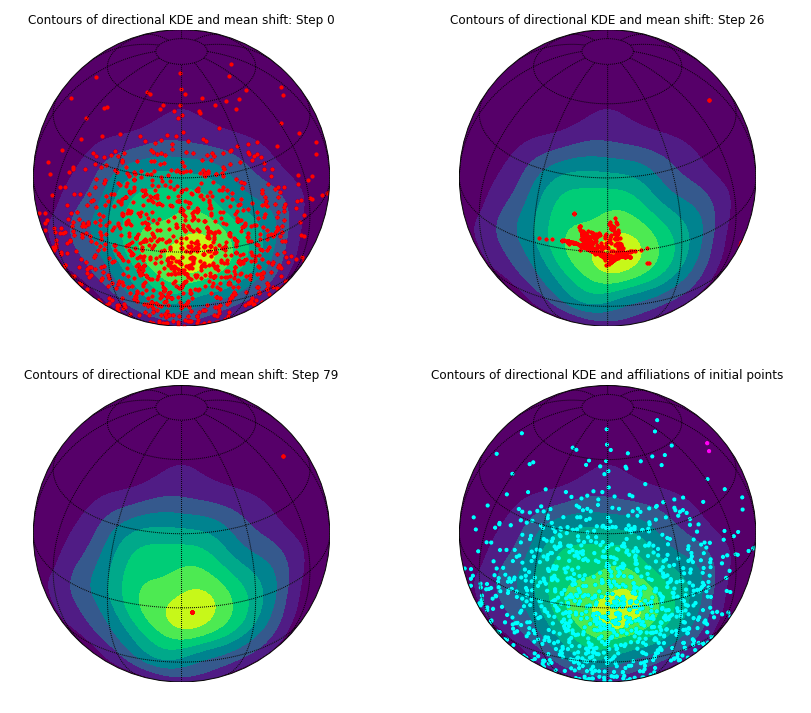 Contours of directional KDE and mean shift: Step 0
Contours of directional KDE and mean shift: Step 26
Contours of directional KDE and mean shift: Step 79
Contours of directional KDE and affiliations of initial points